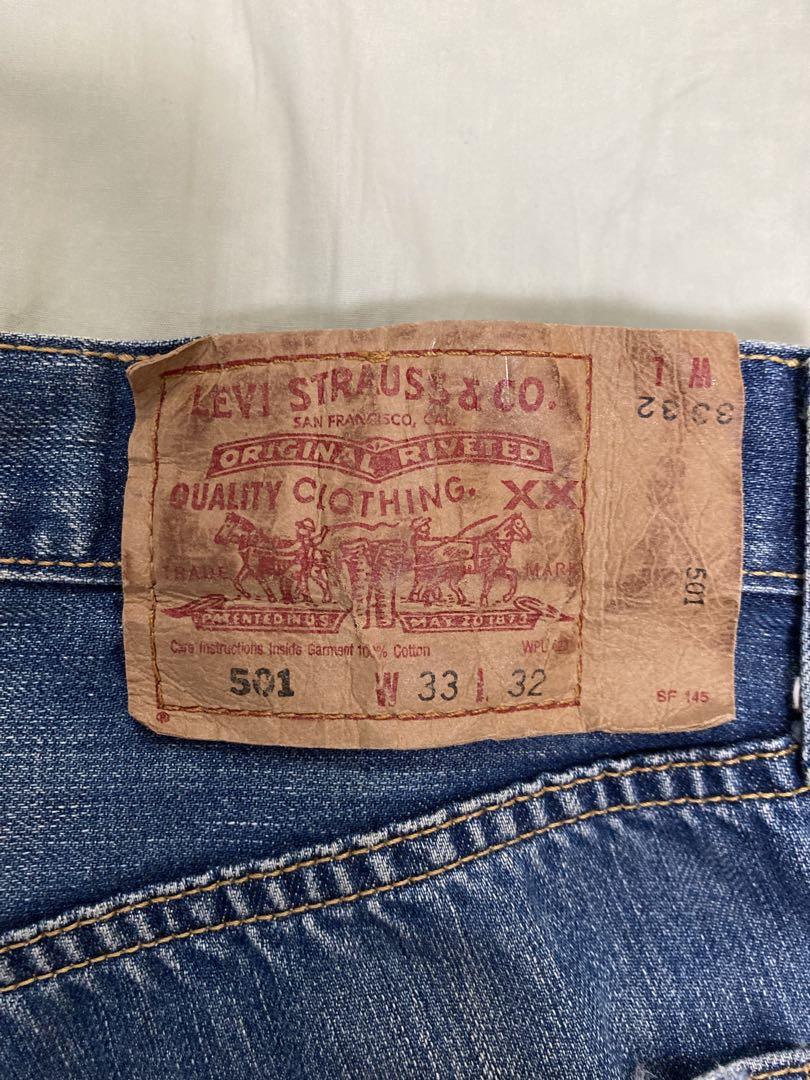 LEVI STRAUSS & CO.
SAN FRANCISCO, CAL.
ORIGINAL RIVETED
QUALITY CLOTHING. XX
TRADE MARK
PATENTED IN U.S. MAY 20 1873
Care Instructions Inside Garment 100% Cotton
501 W 33 L 32
®
W L
33 32
501
SF 145